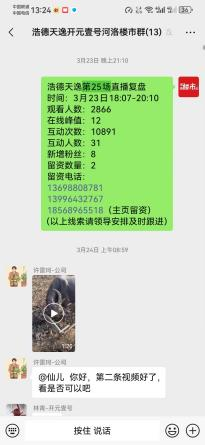 13:24
浩德天逸开元壹号河洛楼市群(13)
3月23日 晚上21:10
浩德天逸第25场直播复盘
时间：3月23日18:07-20:10
观看人数：2866
在线峰值：12
互动次数：10891
互动人数：31
新增粉丝：8
留资数量：2
留资电话：
13698808781
13996432767
18568965518（主页留资）
(以上线索请领导安排及时跟进)
3月24日 上午08:59
@仙儿 你好，第二条视频好了，
看是否可以吧
林青-开元壹号
按住 说话